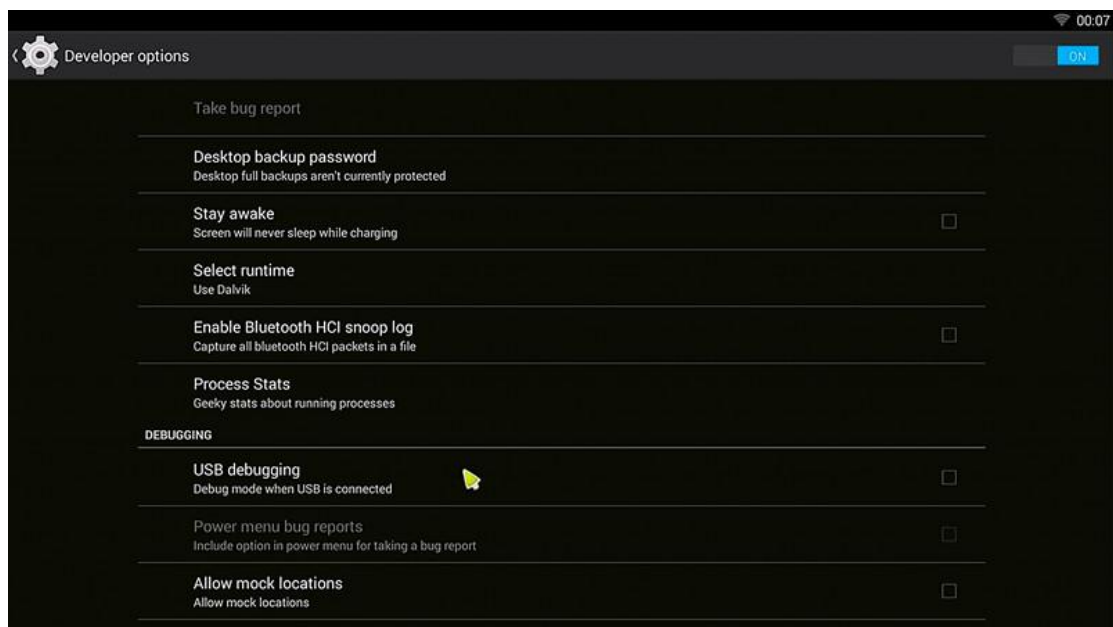 00:07
Developer options
ON
Take bug report
Desktop backup password
Desktop full backups aren't currently protected
Stay awake
Screen will never sleep while charging
Select runtime
Use Dalvik
Enable Bluetooth HCI snoop log
Capture all bluetooth HCI packets in a file
Process Stats
Geeky stats about running processes
DEBUGGING
USB debugging
Debug mode when USB is connected
Power menu bug reports
Include option in power menu for taking a bug report
Allow mock locations
Allow mock locations